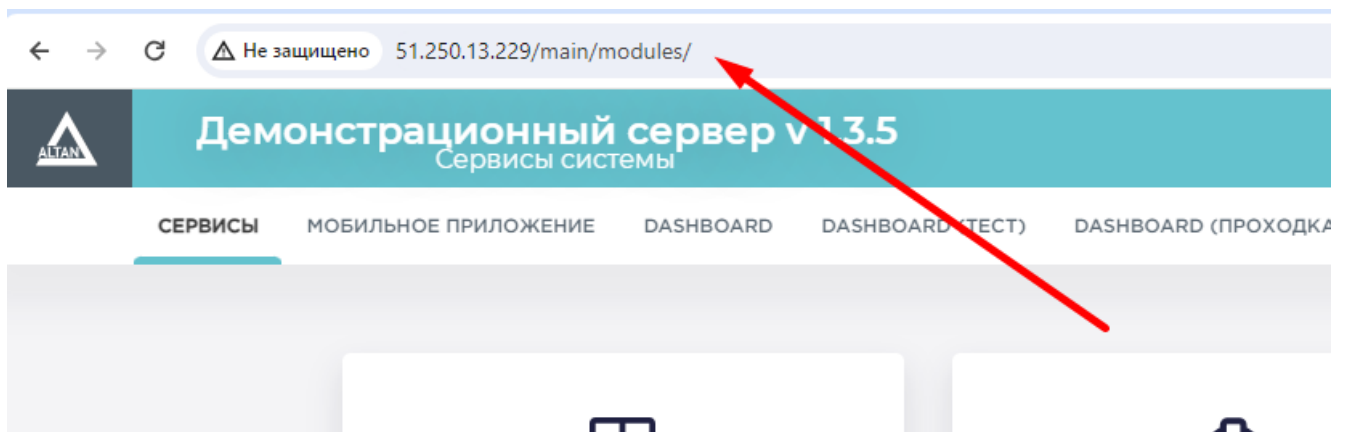 Не защищено 51.250.13.229/main/modules/
ALTAN
Демонстрационный сервер v 1.3.5
Сервисы системы
СЕРВИСЫ МОБИЛЬНОЕ ПРИЛОЖЕНИЕ DASHBOARD DASHBOARD (ТЕСТ) DASHBOARD (ПРОХОДКА